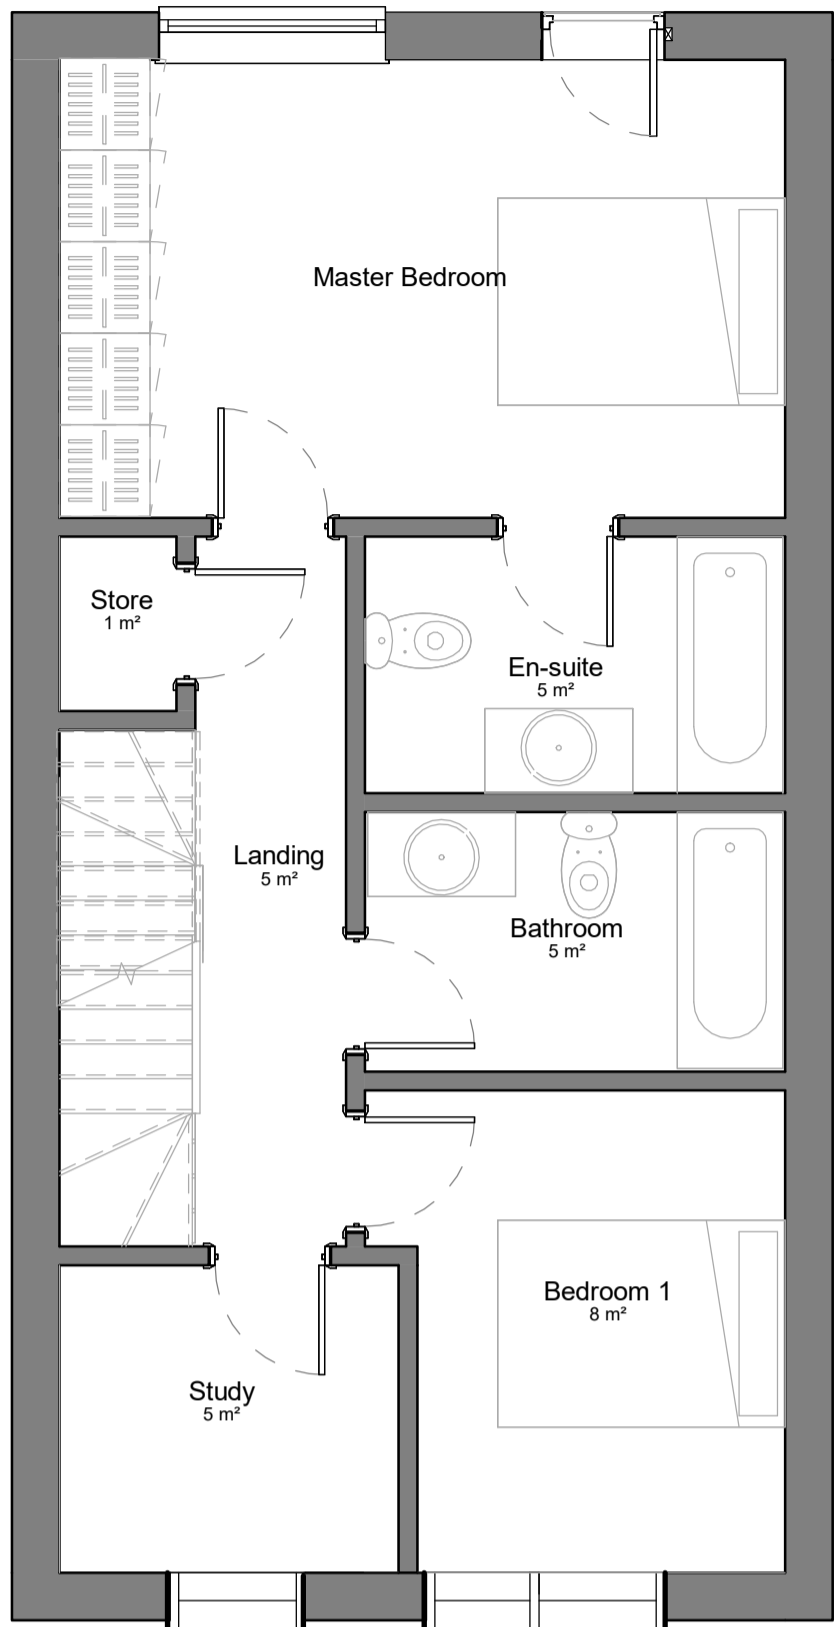 Master Bedroom
Store
1 m²
En-suite
5 m²
Landing
5 m²
Bathroom
5 m²
Bedroom 1
8 m²
Study
5 m²